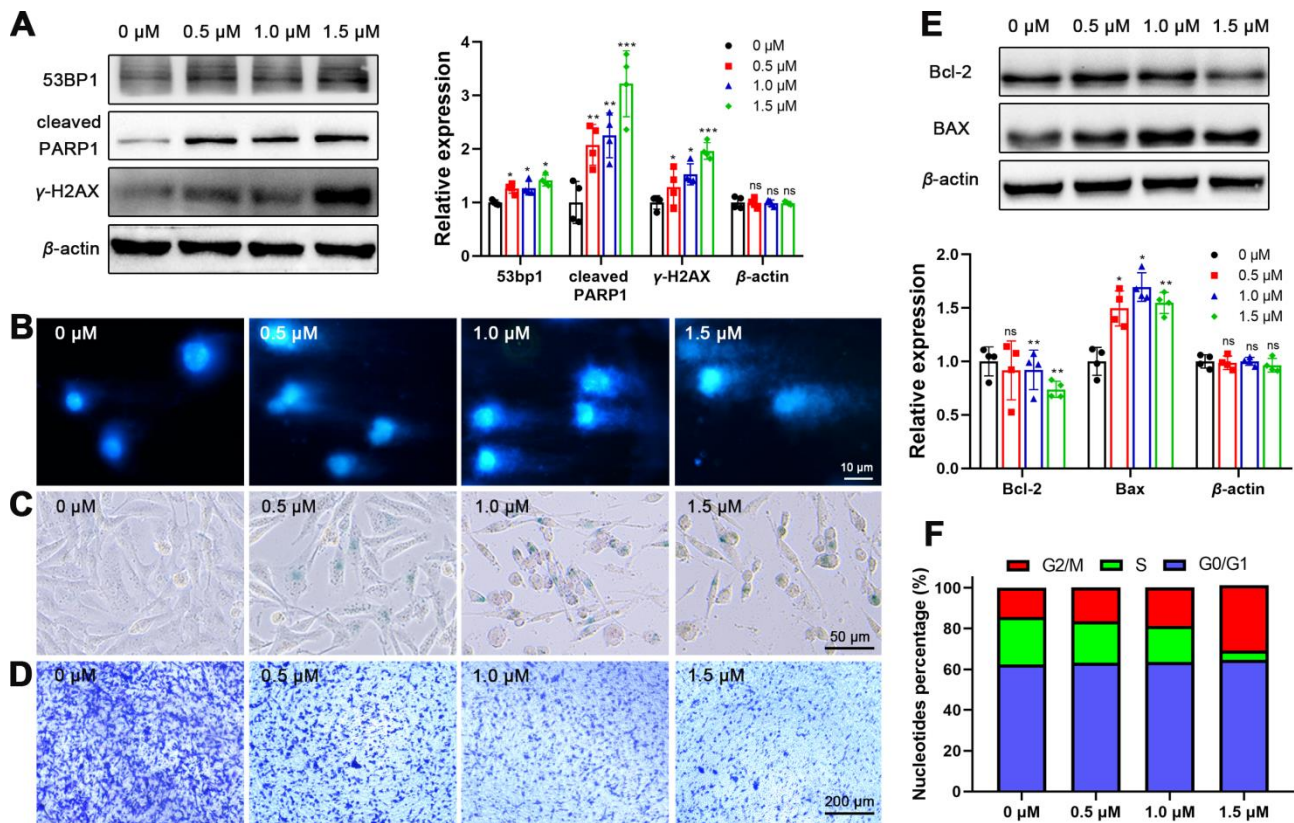 A
0 μM 0.5 μM 1.0 μM 1.5 μM
53BP1
cleaved
PARP1
γ-H2AX
β-actin
Relative expression
6
4
2
1
0
*
*
*
**
**
***
*
*
***
ns
ns
ns
0 μM
0.5 μM
1.0 μM
1.5 μM
53bp1 cleaved PARP1 γ-H2AX β-actin
B
0 μM 0.5 μM 1.0 μM 1.5 μM
10 μm
C
0 μM 0.5 μM 1.0 μM 1.5 μM
50 μm
D
0 μM 0.5 μM 1.0 μM 1.5 μM
200 μm
E
0 μM 0.5 μM 1.0 μM 1.5 μM
Bcl-2
BAX
β-actin
Relative expression
2.0
1.5
1.0
0.5
0.0
ns
**
**
*
*
**
ns
ns
ns
0 μM
0.5 μM
1.0 μM
1.5 μM
Bcl-2 Bax β-actin
F
G2/M S G0/G1
Nucleotides percentage (%)
100
80
60
40
20
0
0 μM 0.5 μM 1.0 μM 1.5 μM